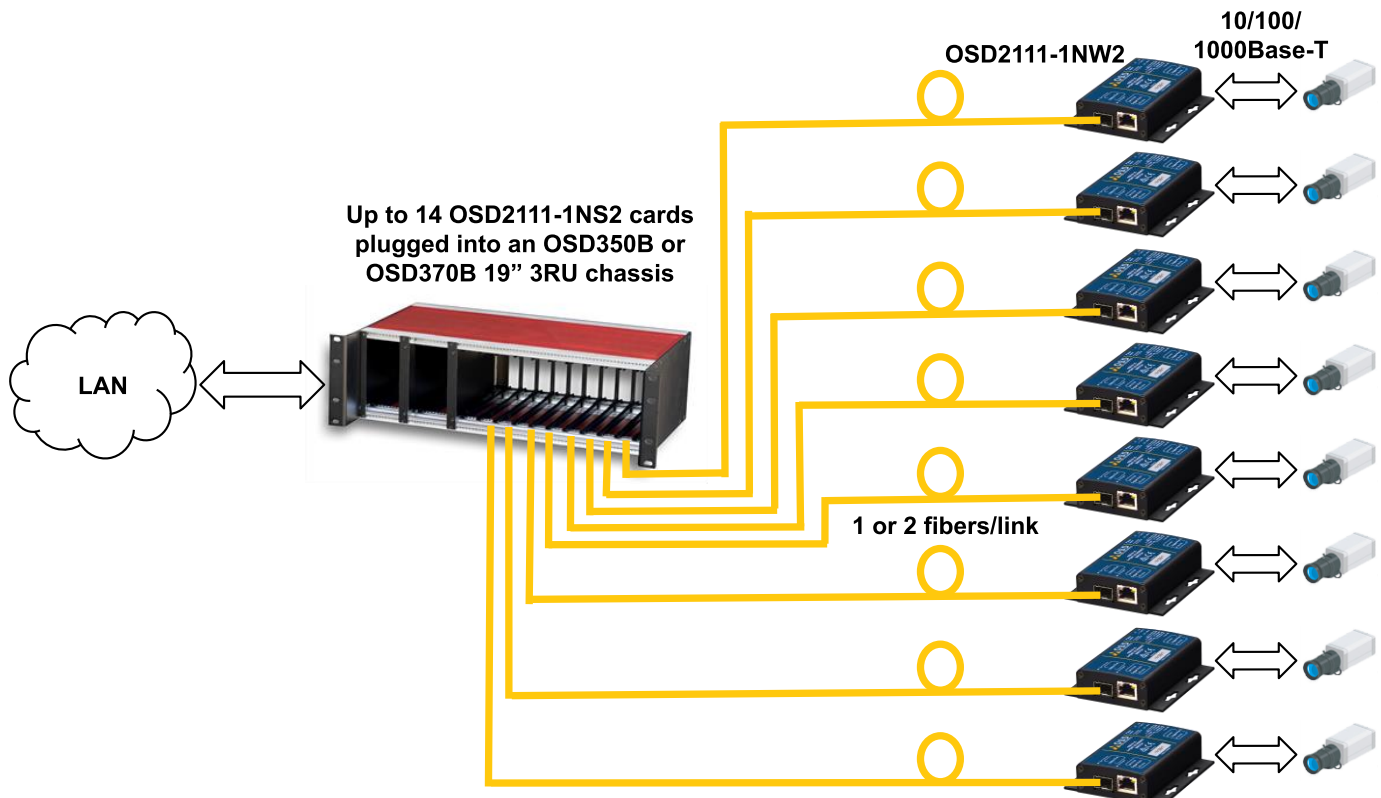 10/100/
1000Base-T
OSD2111-1NW2
Up to 14 OSD2111-1NS2 cards
plugged into an OSD350B or
OSD370B 19” 3RU chassis
LAN
1 or 2 fibers/link